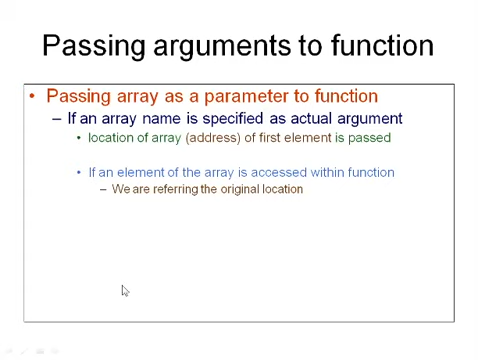 Passing arguments to function
• Passing array as a parameter to function
– If an array name is specified as actual argument
• location of array (address) of first element is passed
• If an element of the array is accessed within function
– We are referring the original location